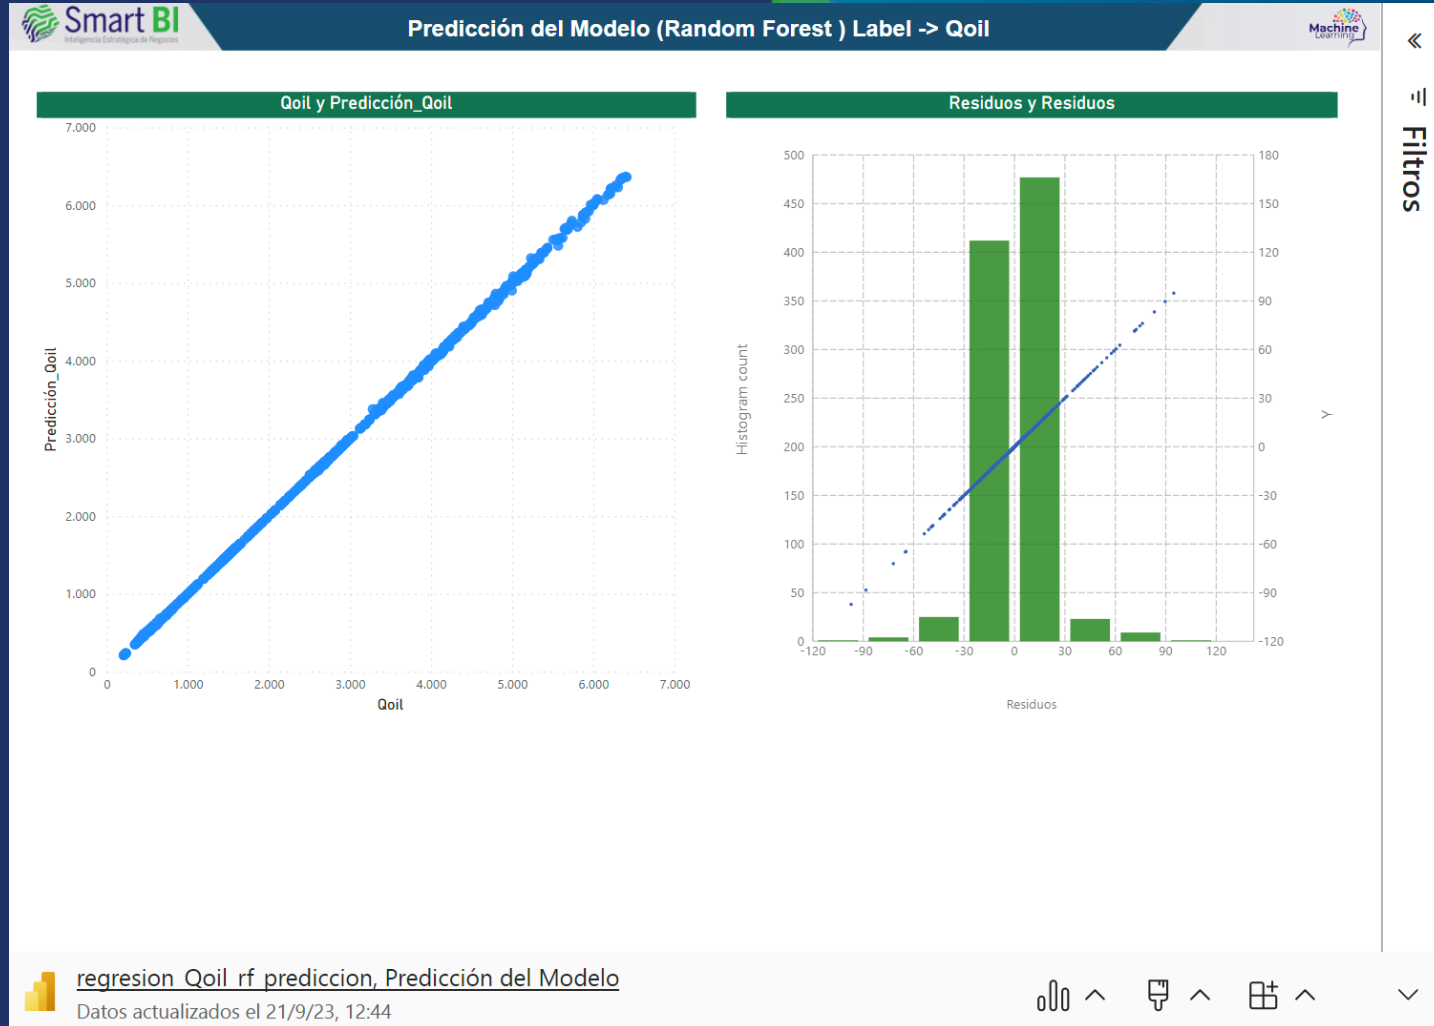 Smart BI
Inteligencia Estratégica de Negocios
Predicción del Modelo (Random Forest ) Label -> Qoil
Machine
Learning
Filtros
Qoil y Predicción_Qoil
7.000
6.000
5.000
4.000
3.000
2.000
1.000
0
Predicción_Qoil
0 1.000 2.000 3.000 4.000 5.000 6.000 7.000
Qoil
Residuos y Residuos
500
450
400
350
300
250
200
150
100
50
0
Histogram count
180
150
120
90
60
30
0
-30
-60
-90
-120
Y
-120 -90 -60 -30 0 30 60 90 120
Residuos
regresion_Qoil_rf_prediccion, Predicción del Modelo
Datos actualizados el 21/9/23, 12:44